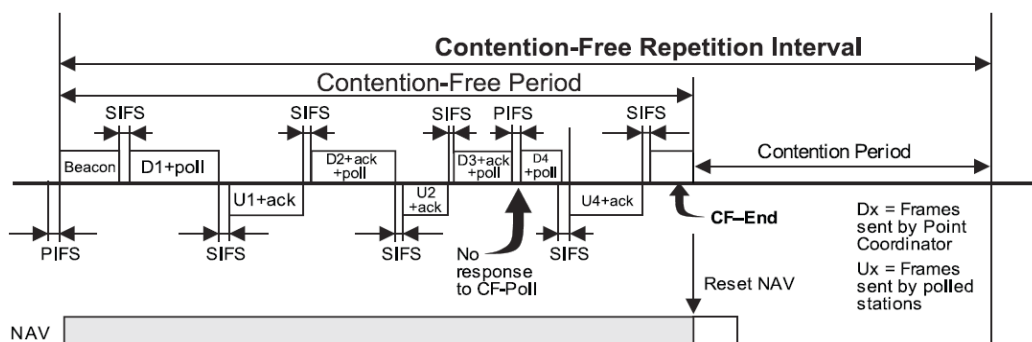 Contention-Free Repetition Interval
Contention-Free Period
SIFS
SIFS
SIFS
PIFS
SIFS
Beacon
D1+poll
D2+ack
+poll
D3+ack
+poll
D4
+poll
Contention Period
U1+ack
U2
+ack
U4+ack
CF–End
PIFS
SIFS
SIFS
No
response
to CF-Poll
SIFS
Dx = Frames
sent by Point
Coordinator
Ux = Frames
sent by polled
stations
Reset NAV
NAV